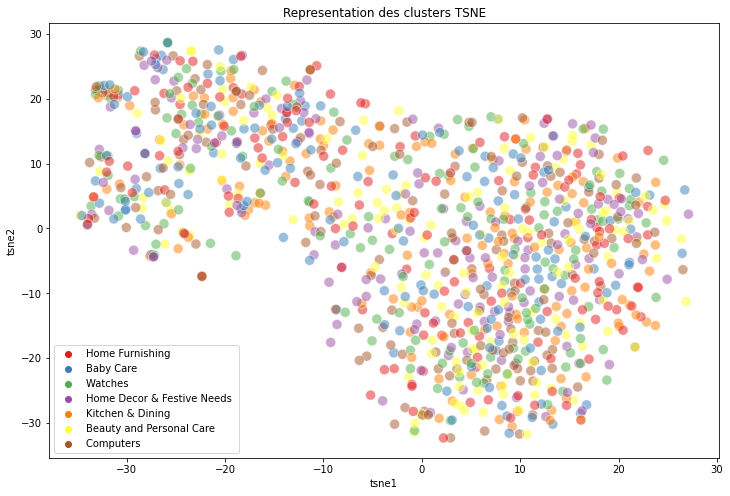 Representation des clusters TSNE
30
20
10
0
−10
−20
−30
tsne2
Home Furnishing
Baby Care
Watches
Home Decor & Festive Needs
Kitchen & Dining
Beauty and Personal Care
Computers
−30
−20
−10
0
10
20
30
tsne1